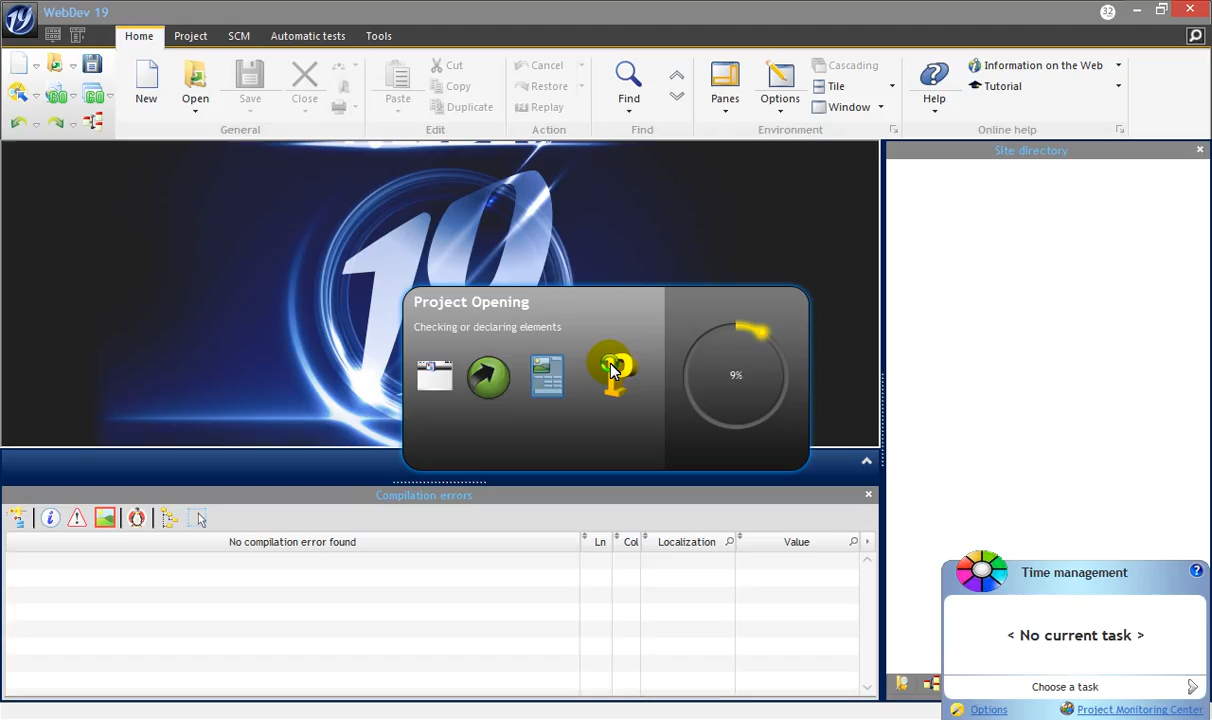 WebDev 19
32
Home
Project
SCM
Automatic tests
Tools
New
Open
Save
Close
Paste
Cut
Copy
Duplicate
Cancel
Restore
Replay
Find
Panes
Options
Cascading
Tile
Window
Help
Information on the Web
Tutorial
General
Edit
Action
Find
Environment
Online help
Site directory
19
Project Opening
Checking or declaring elements
9%
Compilation errors
No compilation error found
Ln
Col
Localization
Value
Time management
< No current task >
Choose a task
Options
Project Monitoring Center